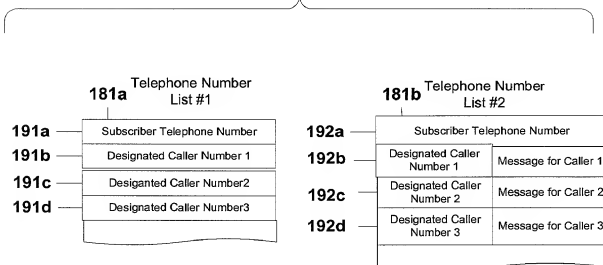 Telephone Number
List #1
181a
191a
Subscriber Telephone Number
191b
Designated Caller Number 1
191c
Desiganted Caller Number2
191d
Designated Caller Number3
Telephone Number
List #2
181b
192a
Subscriber Telephone Number
192b
Designated Caller
Number 1
Message for Caller 1
192c
Designated Caller
Number 2
Message for Caller 2
192d
Designated Caller
Number 3
Message for Caller 3